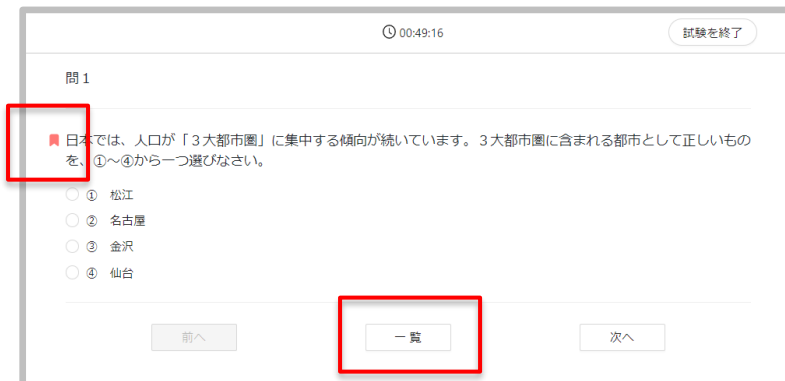 00:49:16
試験を終了
問1
日本では、人口が「3大都市圏」に集中する傾向が続いています。3大都市圏に含まれる都市として正しいもの
を、①~④から一つ選びなさい。
① 松江
② 名古屋
③ 金沢
④ 仙台
前へ
一覧
次へ